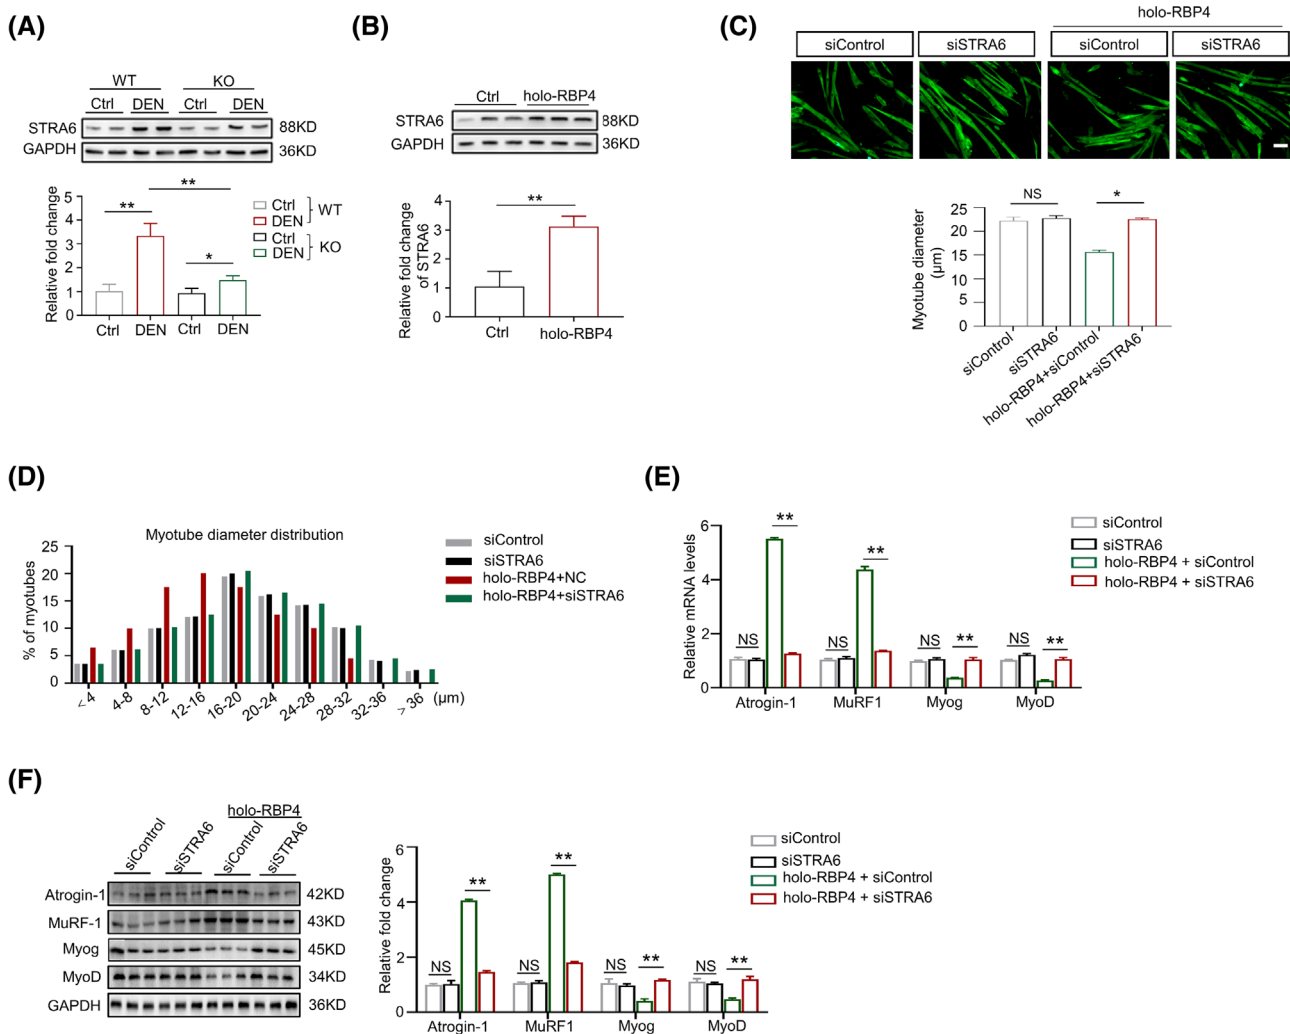 (A)
WT KO
Ctrl DEN Ctrl DEN
STRA6 88KD
GAPDH 36KD
Relative fold change
5
4
3
2
1
0
**
**
*
Ctrl DEN Ctrl DEN
Ctrl
DEN
WT
Ctrl
DEN
KO
(B)
Ctrl holo-RBP4
STRA6 88KD
GAPDH 36KD
Relative fold change
of STRA6
4
3
2
1
0
**
Ctrl holo-RBP4
(C)
holo-RBP4
siControl siSTRA6 siControl siSTRA6
Myotube diameter
(μm)
25
22
15
10
5
0
NS *
siControl
siSTRA6
holo-RBP4+siControl
holo-RBP4+siSTRA6
(D)
Myotube diameter distribution
% of myotubes
25
20
15
10
5
0
<4 4-8 8-12 12-16 16-20 20-24 24-28 28-32 32-36 >36 (μm)
siControl
siSTRA6
holo-RBP4+NC
holo-RBP4+siSTRA6
(E)
Relative mRNA levels
6
4
2
0
NS ** NS ** NS ** NS **
Atrogin-1 MuRF1 Myog MyoD
siControl
siSTRA6
holo-RBP4 + siControl
holo-RBP4 + siSTRA6
(F)
holo-RBP4
siControl siSTRA6 siControl siSTRA6
Atrogin-1 42KD
MuRF-1 43KD
Myog 45KD
MyoD 34KD
GAPDH 36KD
Relative fold change
6
4
2
0
NS ** NS ** NS ** NS **
Atrogin-1 MuRF1 Myog MyoD
siControl
siSTRA6
holo-RBP4 + siControl
holo-RBP4 + siSTRA6